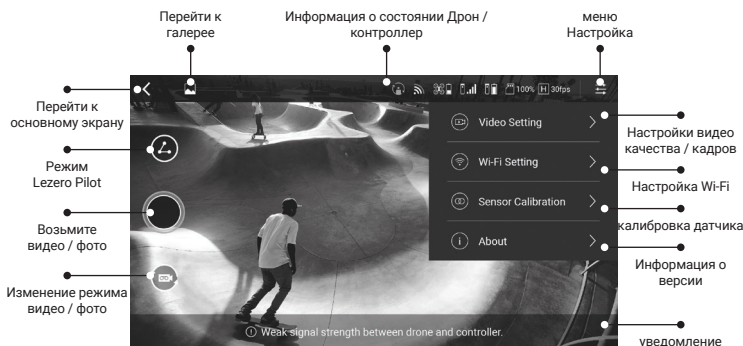 Перейти к
галерее
Информация о состоянии Дрон /
контроллер
меню
Настройка
100% H 30fps
Перейти к
основному экрану
Режим
Lezero Pilot
Возьмите
видео / фото
Изменение режима
видео / фото
Video Setting
Wi-Fi Setting
Sensor Calibration
About
Weak signal strength between drone and controller.
Настройки видео
качества / кадров
Настройка Wi-Fi
калибровка датчика
Информация о
версии
уведомление